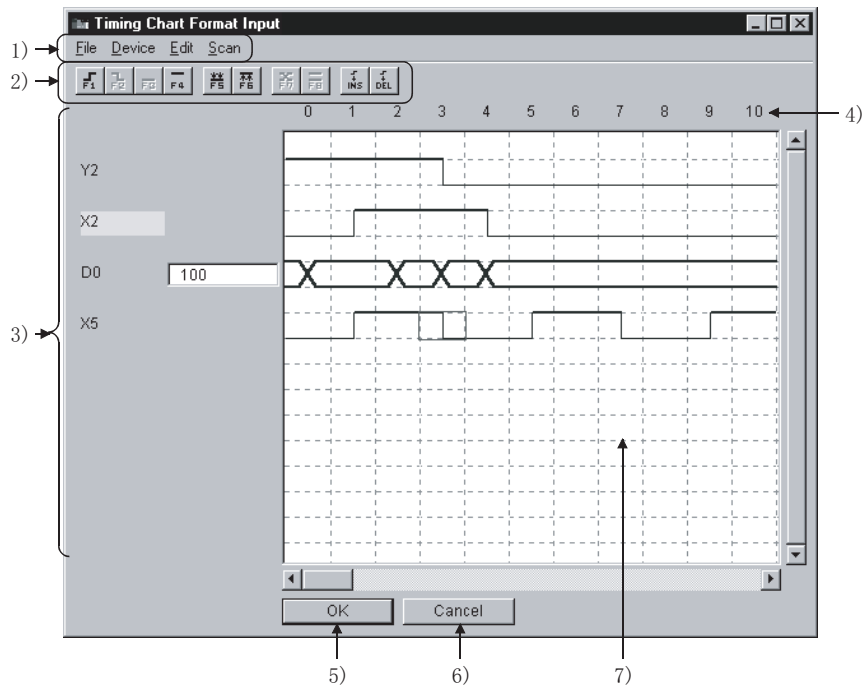 Timing Chart Format Input
1) File Device Edit Scan
2) F1 F2 F3 F4 F5 F6 F7 F8 INS DEL
0 1 2 3 4 5 6 7 8 9 10 4)
Y2
X2
D0 100
X5
3)
OK Cancel
5) 6) 7)